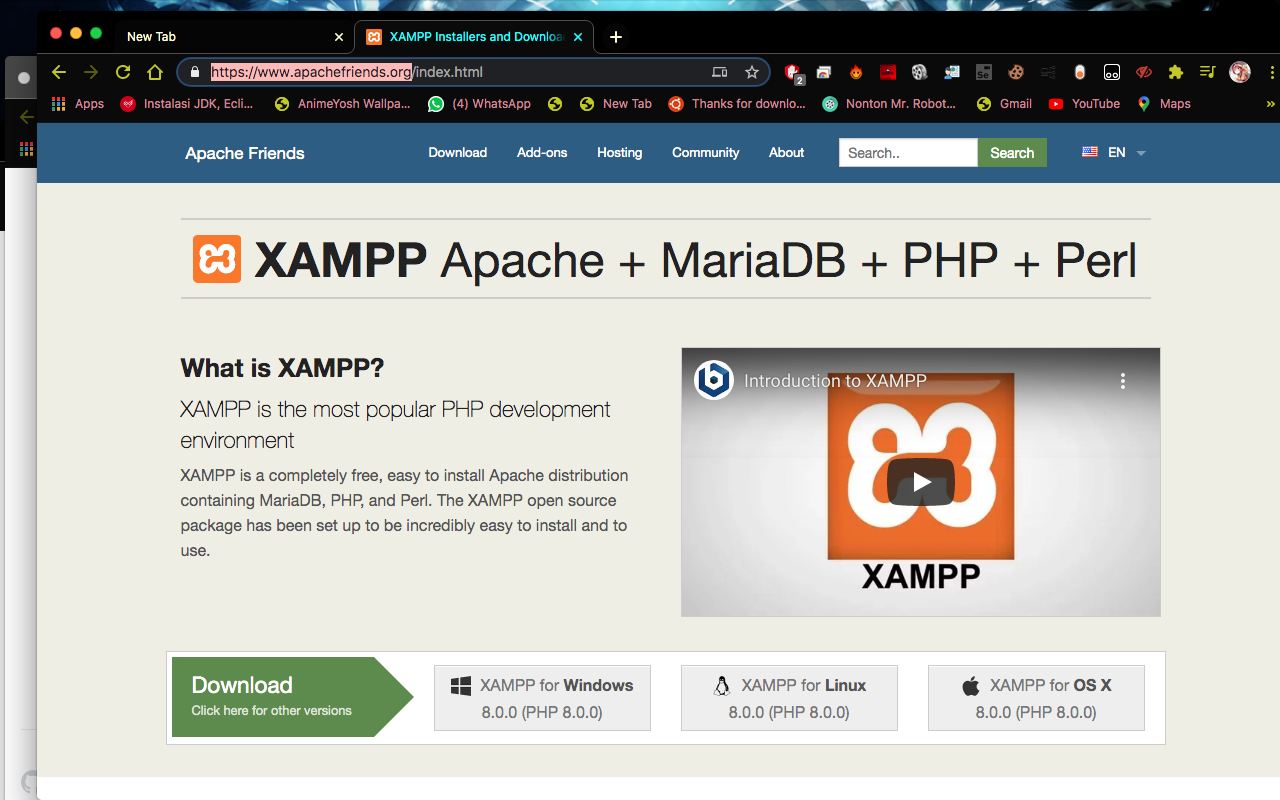 New Tab
XAMPP Installers and Downloa
https://www.apachefriends.org/index.html
2
Se
Apps
Instalasi JDK, Ecli...
AnimeYosh Wallpa...
(4) WhatsApp
New Tab
Thanks for downlo...
Nonton Mr. Robot...
Gmail
YouTube
Maps
»
Apache Friends
Download
Add-ons
Hosting
Community
About
Search..
Search
EN
XAMPP Apache + MariaDB + PHP + Perl
What is XAMPP?
XAMPP is the most popular PHP development
environment
XAMPP is a completely free, easy to install Apache distribution
containing MariaDB, PHP, and Perl. The XAMPP open source
package has been set up to be incredibly easy to install and to
use.
Introduction to XAMPP
XAMPP
Download
Click here for other versions
XAMPP for Windows
8.0.0 (PHP 8.0.0)
XAMPP for Linux
8.0.0 (PHP 8.0.0)
XAMPP for OS X
8.0.0 (PHP 8.0.0)